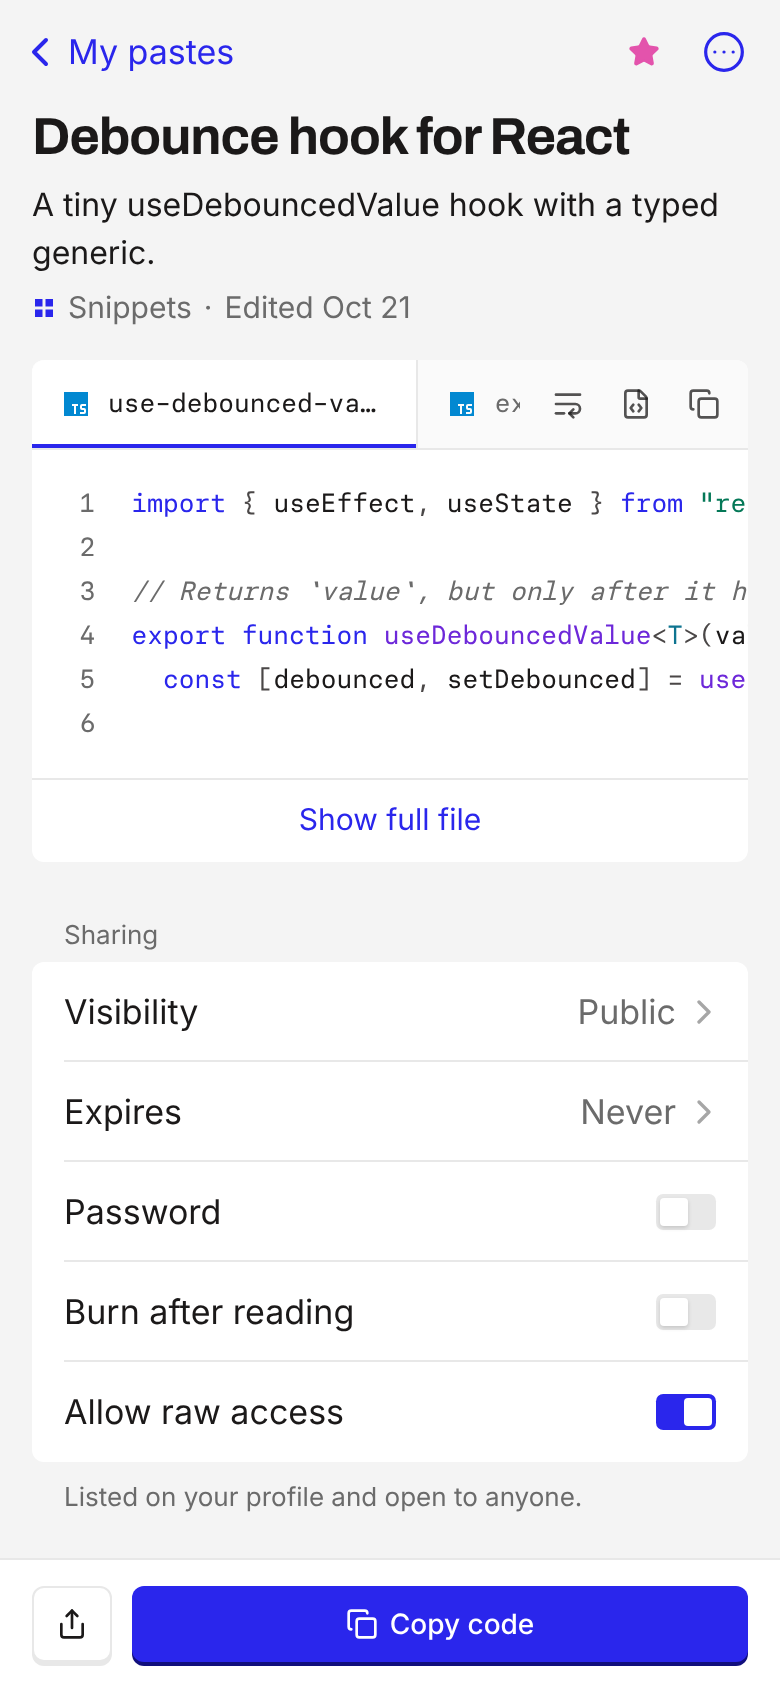 My pastes
Debounce hook for React
A tiny useDebouncedValue hook with a typed
generic.
Snippets · Edited Oct 21
TS use-debounced-va… TS ex
1 import { useEffect, useState } from "re
2
3 // Returns `value`, but only after it h
4 export function useDebouncedValue<T>(va
5 const [debounced, setDebounced] = use
6
Show full file
Sharing
Visibility Public
Expires Never
Password
Burn after reading
Allow raw access
Listed on your profile and open to anyone.
Copy code